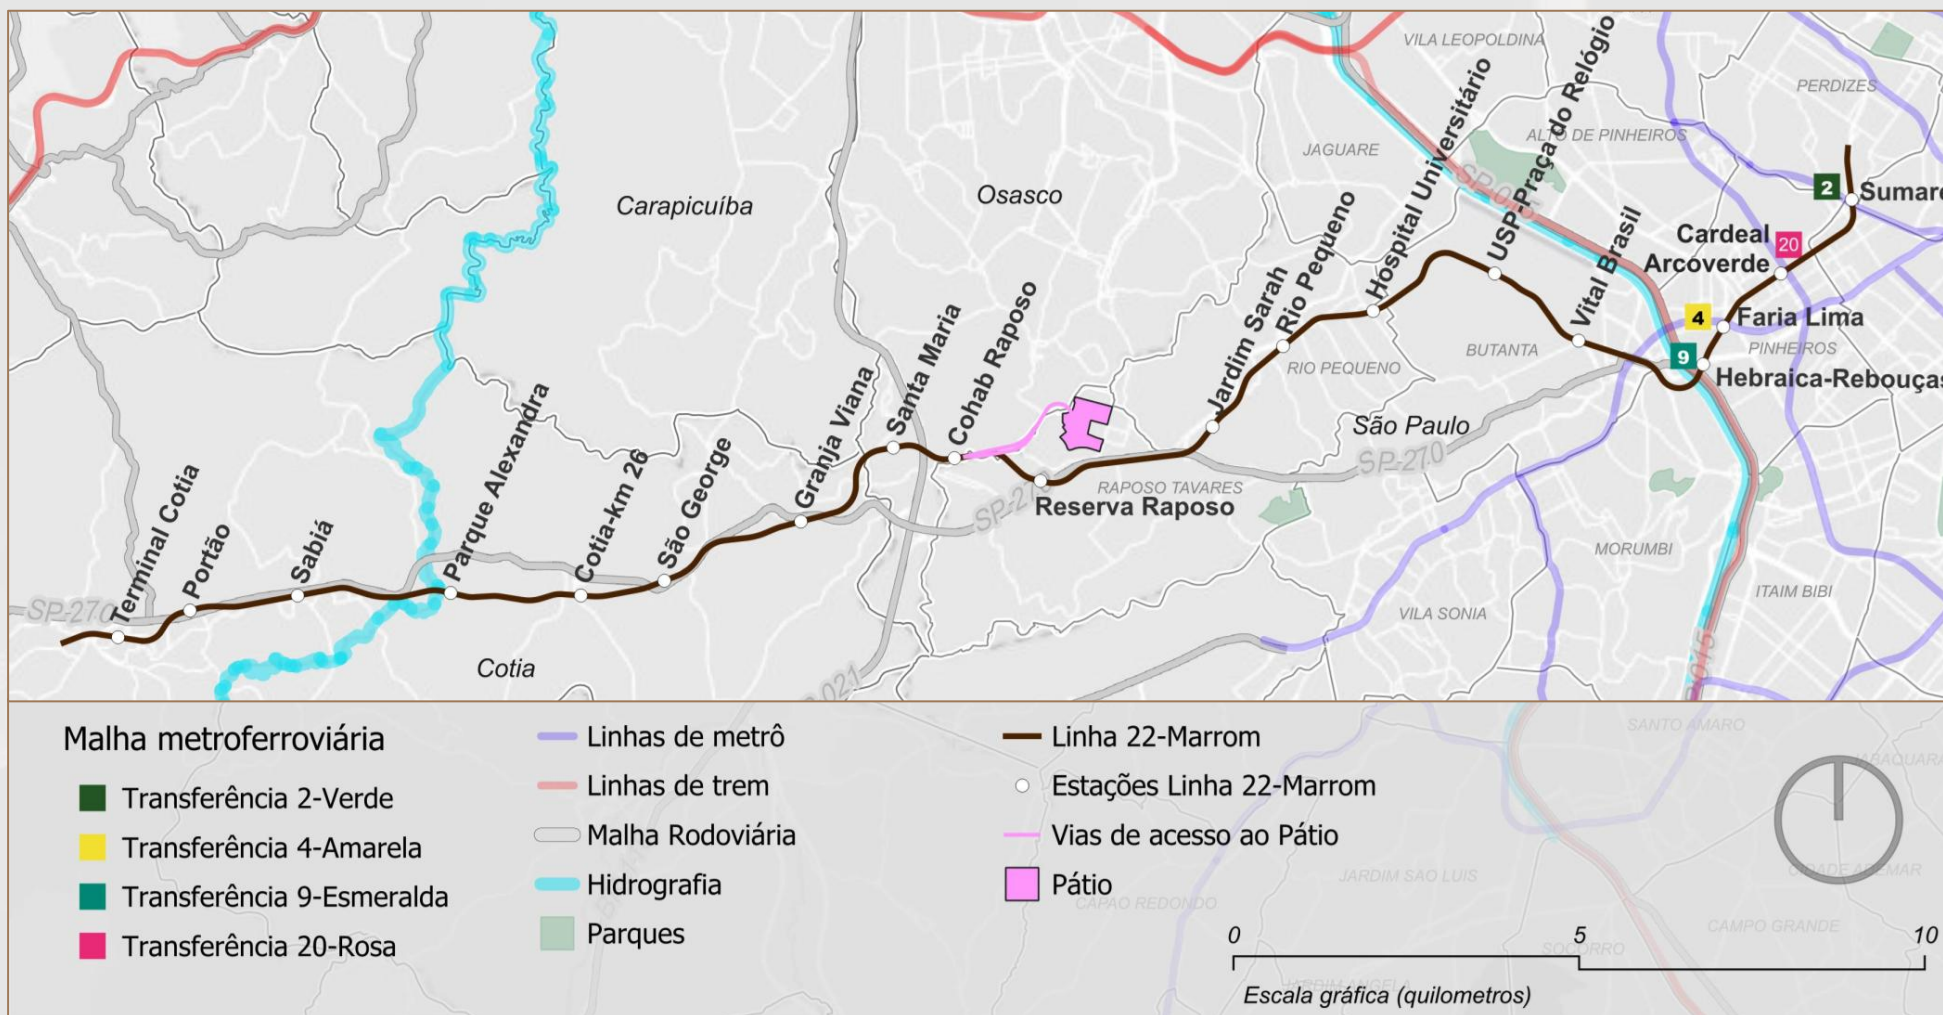 VILA LEOPOLDINA
PERDIZES
ALTO DE PINHEIROS
JAGUARE
Carapicuíba
Osasco
Hospital Universitário
USP-Praça do Relógio
2
Sumaré
Cardeal
Arcoverde
20
Rio Pequeno
Jardim Sarah
Vital Brasil
4
Faria Lima
PINHEIROS
9
Hebraica-Rebouças
BUTANTA
RIO PEQUENO
Cohab Raposo
Santa Maria
Granja Viana
São Paulo
SP-270
SP-270
RAPOSO TAVARES
Reserva Raposo
São George
Cotia-km 26
Parque Alexandra
Sabiá
Portão
Terminal Cotia
SP-270
MORUMBI
ITAIM BIBI
VILA SONIA
Cotia
Malha metroferroviária
Transferência 2-Verde
Transferência 4-Amarela
Transferência 9-Esmeralda
Transferência 20-Rosa
Linhas de metrô
Linhas de trem
Malha Rodoviária
Hidrografia
Parques
Linha 22-Marrom
Estações Linha 22-Marrom
Vias de acesso ao Pátio
Pátio
SANTO AMARO
JARDIM SAO LUIS
CAPAO REDONDO
CIDADE ADEMAR
CAMPO GRANDE
SOCORRO
JARDIM ANGELA
0 5 10
Escala gráfica (quilometros)